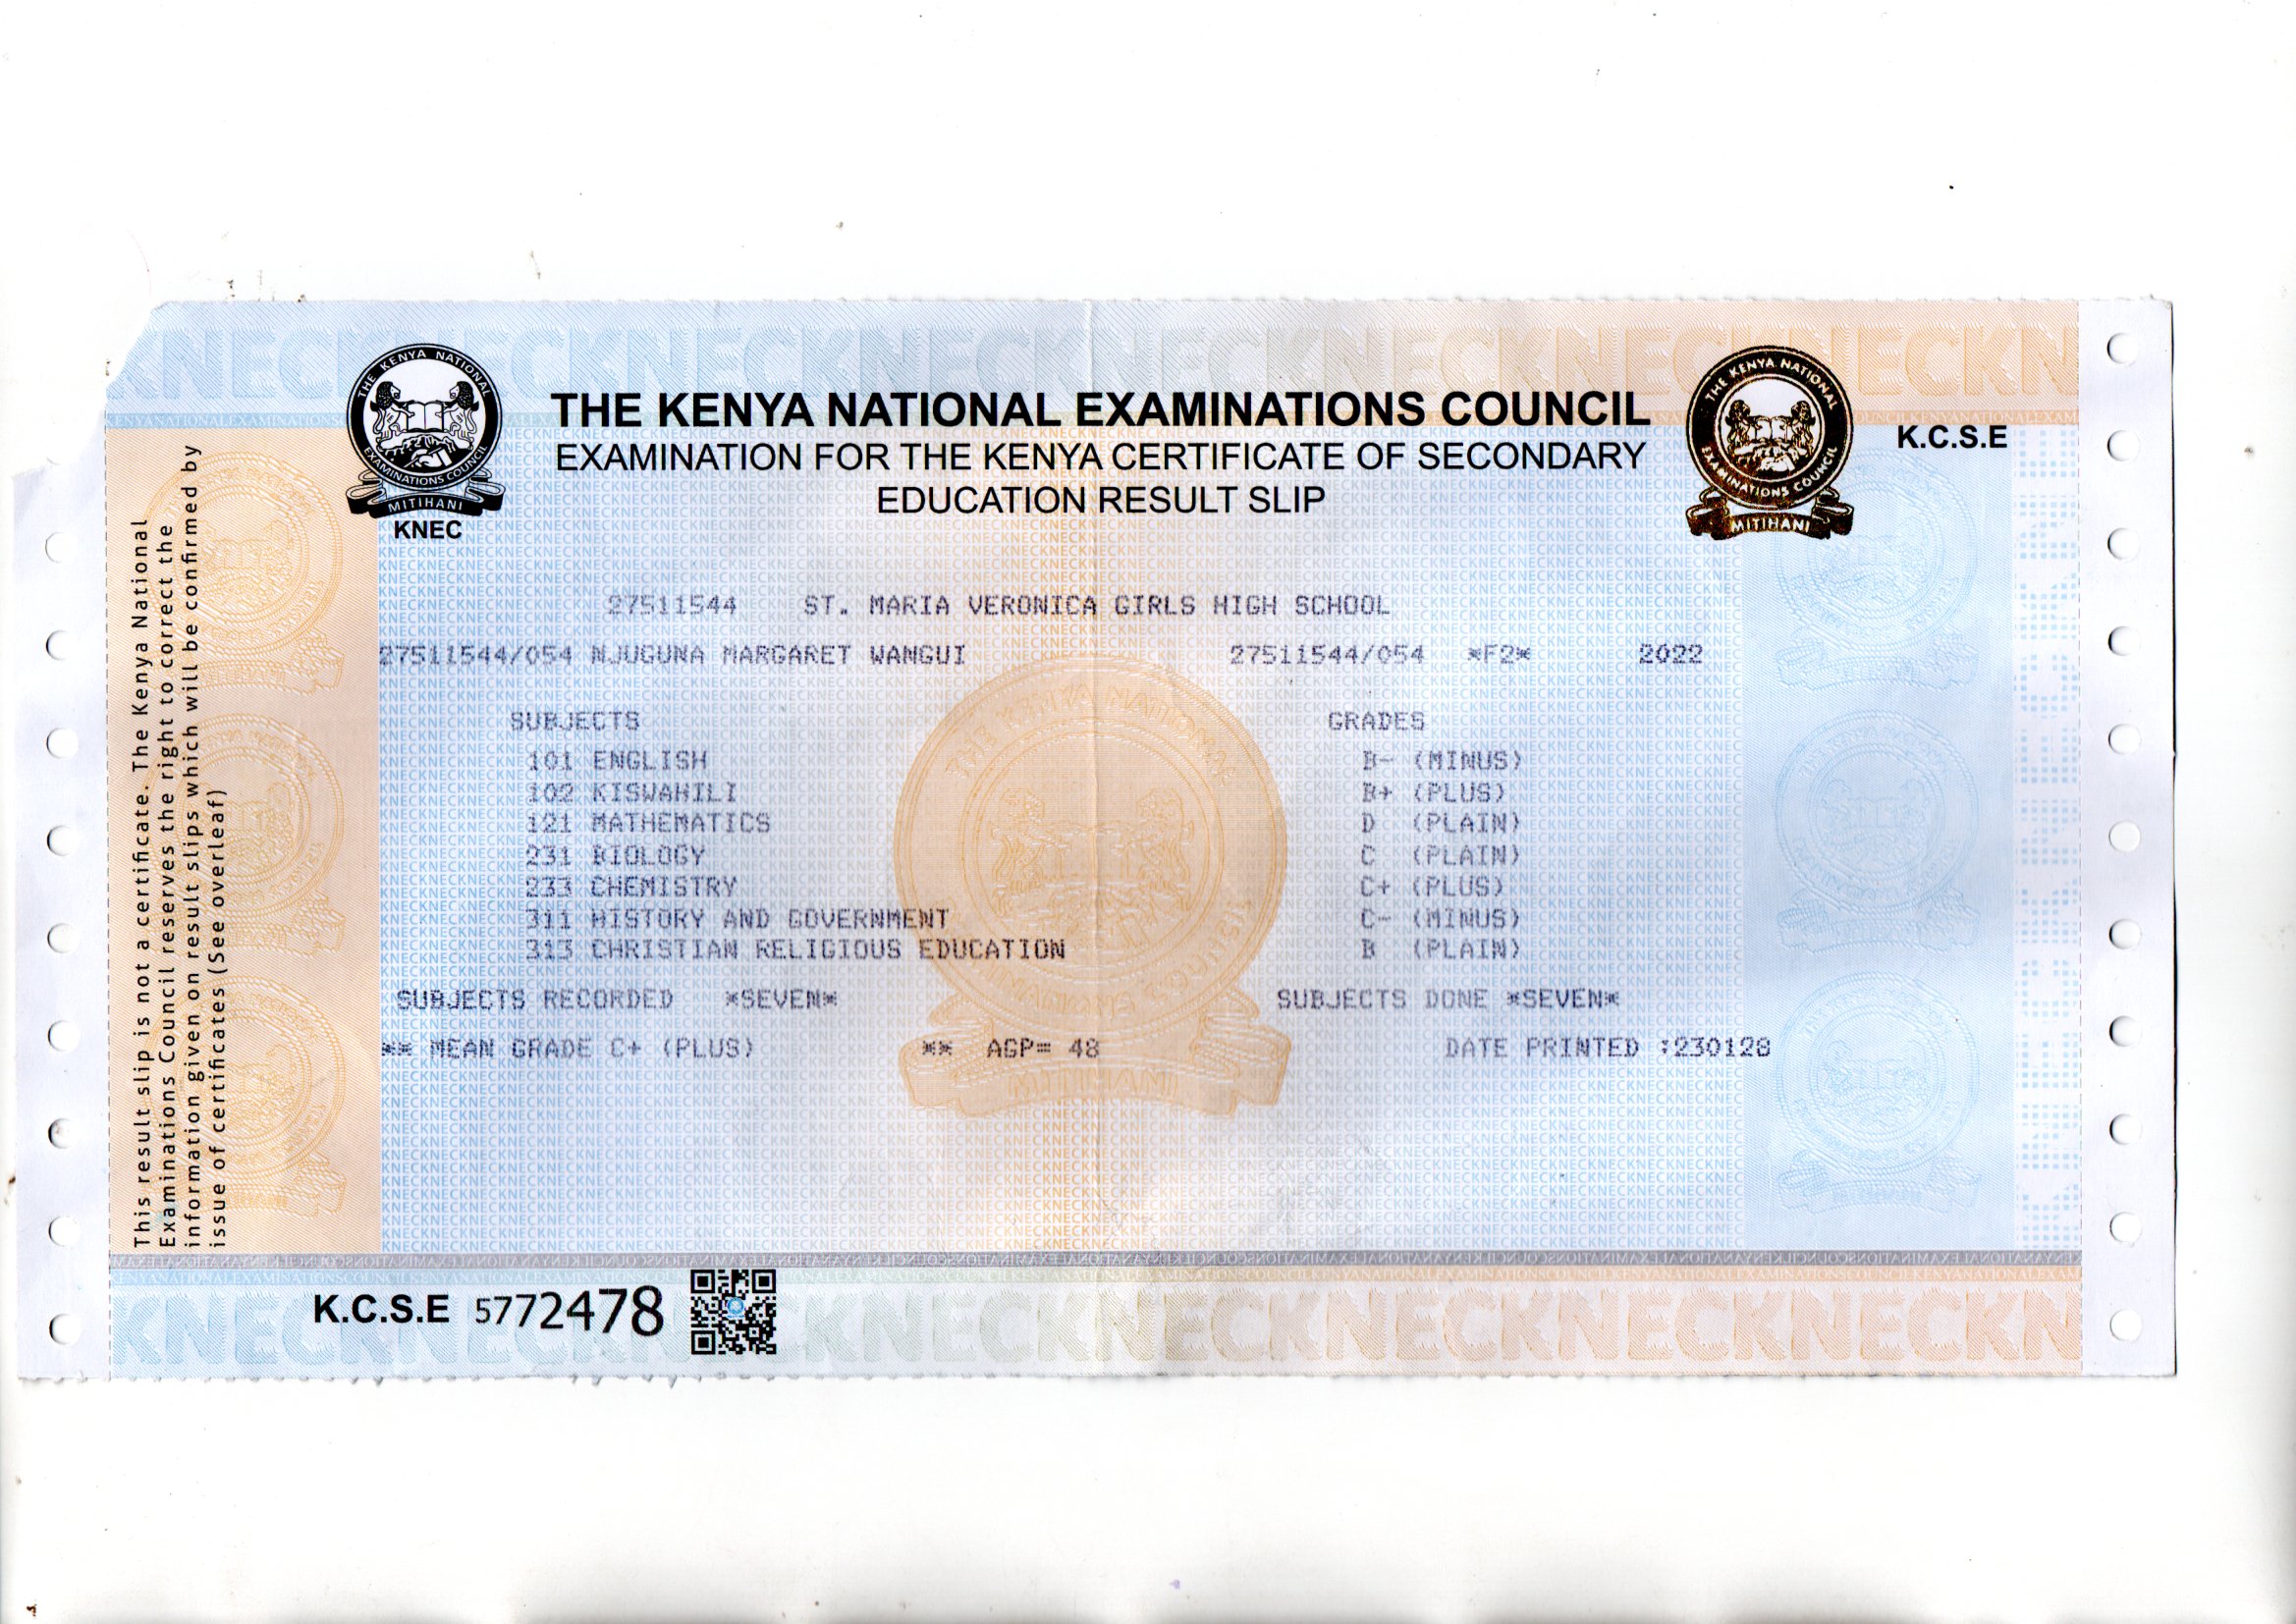 THE KENYA NATIONAL EXAMINATIONS COUNCIL
EXAMINATION FOR THE KENYA CERTIFICATE OF SECONDARY
EDUCATION RESULT SLIP
THE KENYA NATIONAL EXAMINATIONS COUNCIL
MITIHANI
KNEC
THE KENYA NATIONAL EXAMINATIONS COUNCIL
MITIHANI
K.C.S.E
27511544 ST. MARIA VERONICA GIRLS HIGH SCHOOL
27511544/054 NJUGUNA MARGARET WANGUI 27511544/054 *F2* 2022
SUBJECTS GRADES
101 ENGLISH B- (MINUS)
102 KISWAHILI B+ (PLUS)
121 MATHEMATICS D (PLAIN)
231 BIOLOGY C (PLAIN)
233 CHEMISTRY C+ (PLUS)
311 HISTORY AND GOVERNMENT C- (MINUS)
313 CHRISTIAN RELIGIOUS EDUCATION B (PLAIN)
SUBJECTS RECORDED *SEVEN* SUBJECTS DONE *SEVEN*
** MEAN GRADE C+ (PLUS) ** AGP= 48 DATE PRINTED :230128
This result slip is not a certificate. The Kenya National
Examinations Council reserves the right to correct the
information given on result slips which will be confirmed by
issue of certificates (See overleaf)
K.C.S.E 5772478